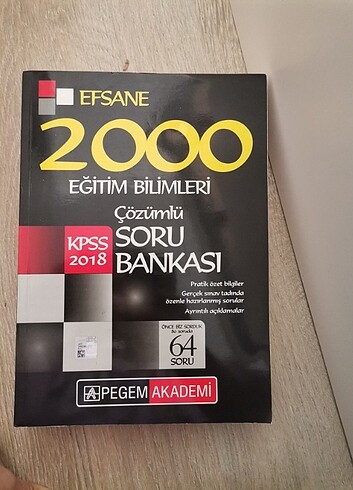 EFSANE
2000
EĞİTİM BİLİMLERİ
Çözümlü
KPSS
2018
SORU
BANKASI
Pratik özet bilgiler
Gerçek sınav tadında
özenle hazırlanmış sorular
Ayrıntılı açıklamalar
ÖNCE BİZ SORDUK
64
SORU
PEGEM AKADEMİ